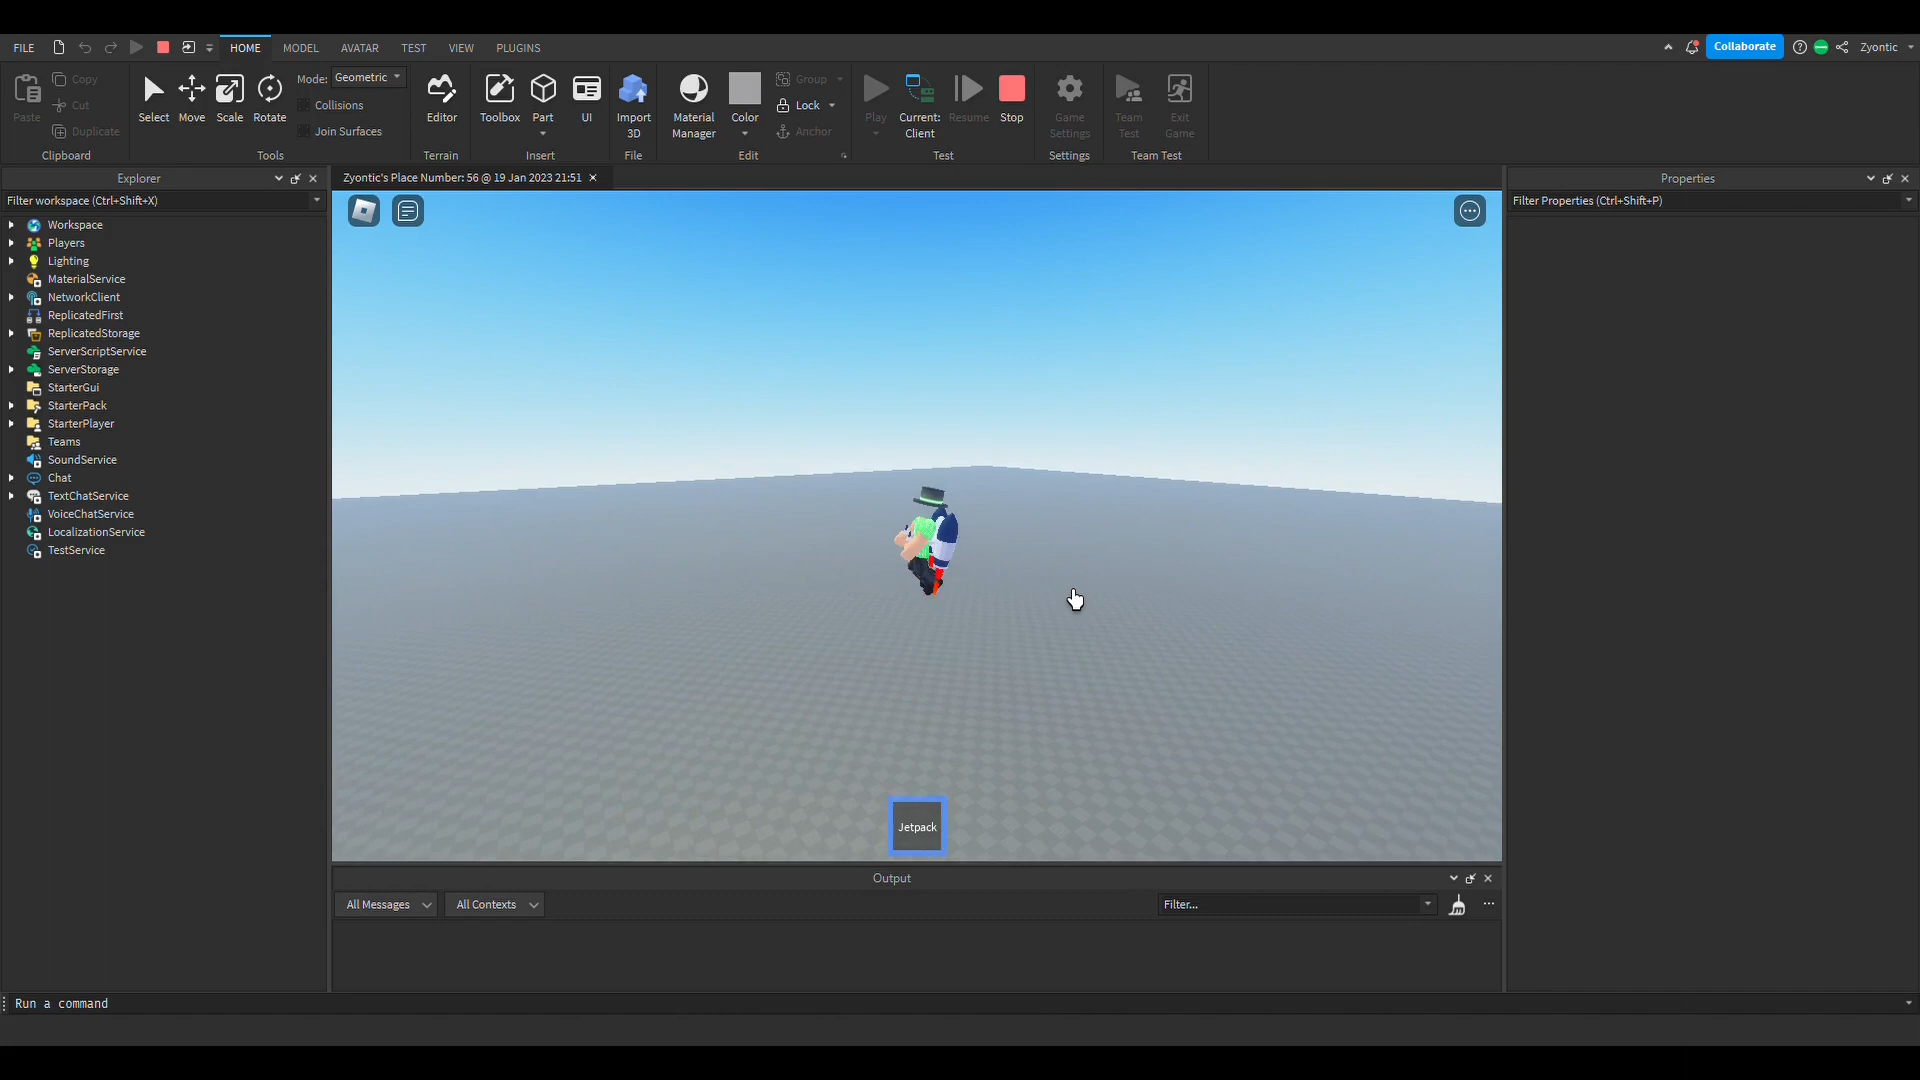 FILE
HOME
MODEL
AVATAR
TEST
VIEW
PLUGINS
Collaborate
Zyontic
Paste
Copy
Cut
Duplicate
Clipboard
Select
Move
Scale
Rotate
Mode: Geometric
Collisions
Join Surfaces
Tools
Editor
Terrain
Toolbox
Part
UI
Insert
Import
3D
File
Material
Manager
Color
Group
Lock
Anchor
Edit
Play
Current:
Client
Resume
Stop
Test
Game
Settings
Settings
Team
Test
Exit
Game
Team Test
Explorer
Filter workspace (Ctrl+Shift+X)
Workspace
Players
Lighting
MaterialService
NetworkClient
ReplicatedFirst
ReplicatedStorage
ServerScriptService
ServerStorage
StarterGui
StarterPack
StarterPlayer
Teams
SoundService
Chat
TextChatService
VoiceChatService
LocalizationService
TestService
Zyontic's Place Number: 56 @ 19 Jan 2023 21:51
Jetpack
Properties
Filter Properties (Ctrl+Shift+P)
Output
All Messages
All Contexts
Filter...
Run a command